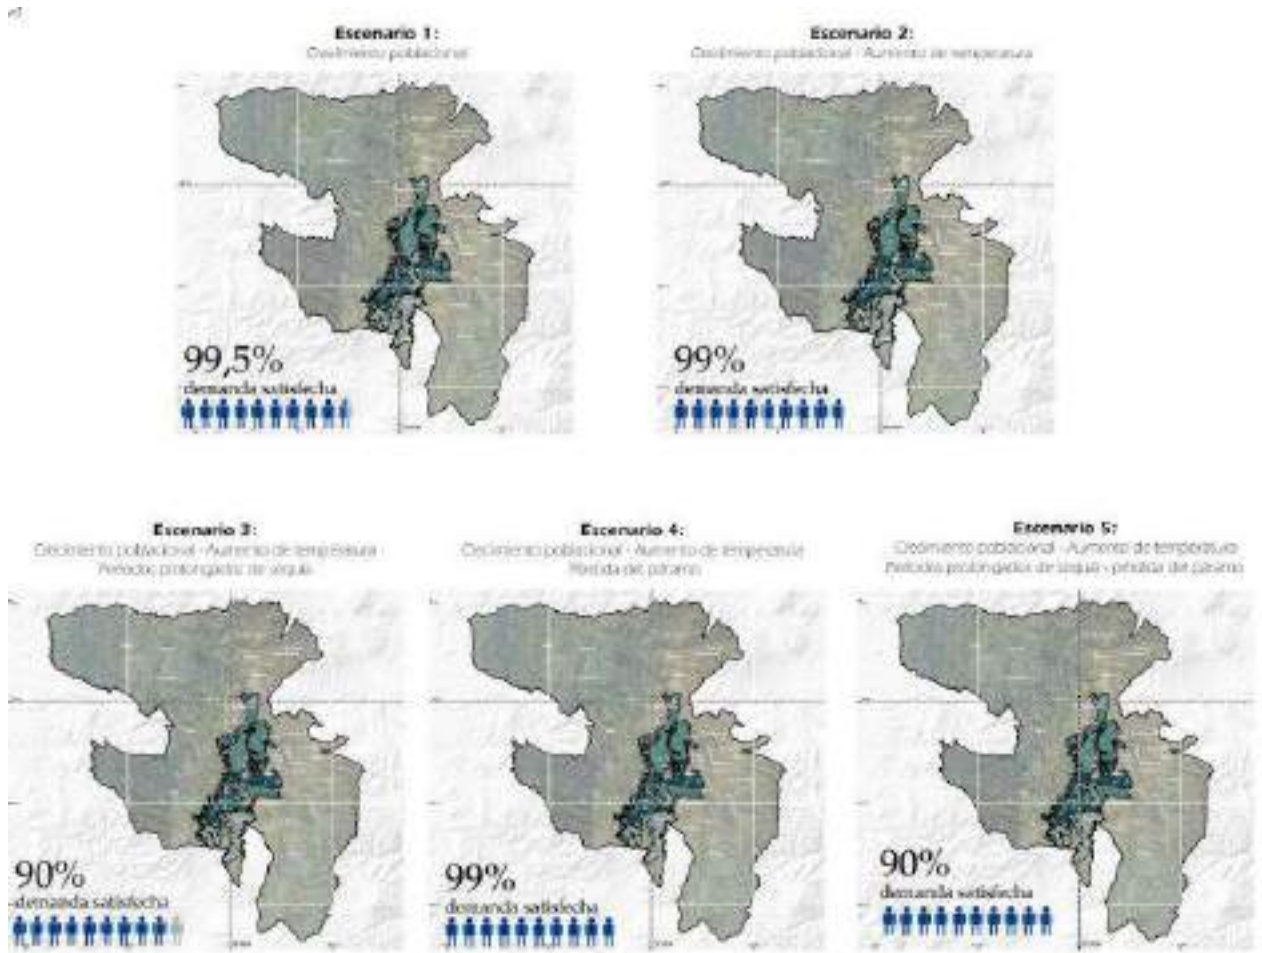 Escenario 1:
Crecimiento poblacional
99,5%
demanda satisfecha
Escenario 2:
Crecimiento poblacional - Aumento de temperatura
99%
demanda satisfecha
Escenario 3:
Crecimiento poblacional - Aumento de temperatura
Periodos prolongados de sequía
90%
demanda satisfecha
Escenario 4:
Crecimiento poblacional - Aumento de temperatura
Pérdida del páramo
99%
demanda satisfecha
Escenario 5:
Crecimiento poblacional - Aumento de temperatura
Periodos prolongados de sequía - pérdida del páramo
90%
demanda satisfecha